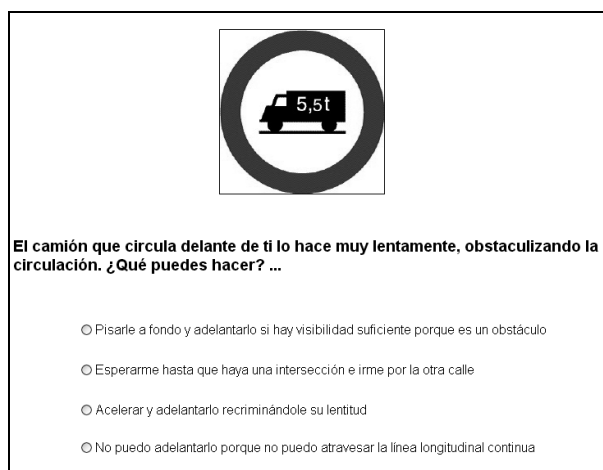 5,5t
El camión que circula delante de ti lo hace muy lentamente, obstaculizando la
circulación. ¿Qué puedes hacer? ...
Pisarle a fondo y adelantarlo si hay visibilidad suficiente porque es un obstáculo
Esperarme hasta que haya una intersección e irme por la otra calle
Acelerar y adelantarlo recriminándole su lentitud
No puedo adelantarlo porque no puedo atravesar la línea longitudinal continua